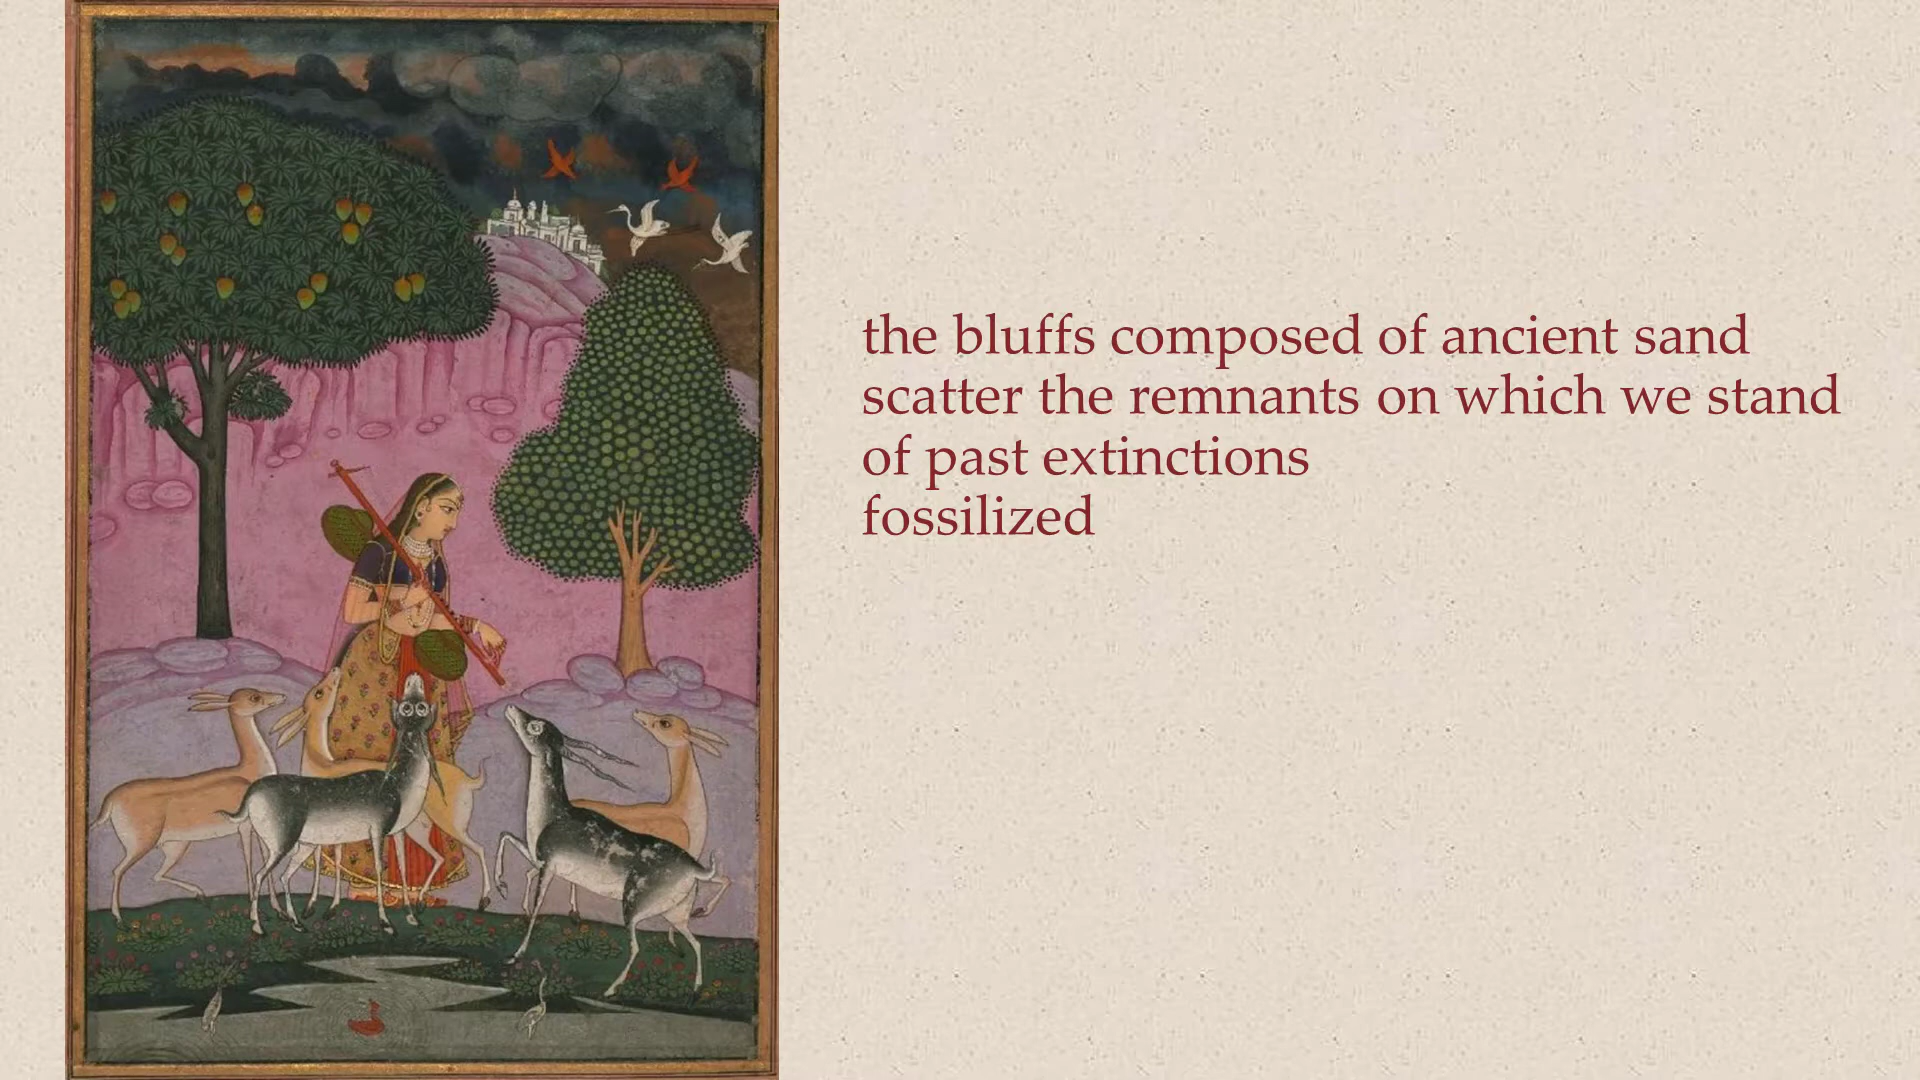 the bluffs composed of ancient sand
scatter the remnants on which we stand
of past extinctions
fossilized